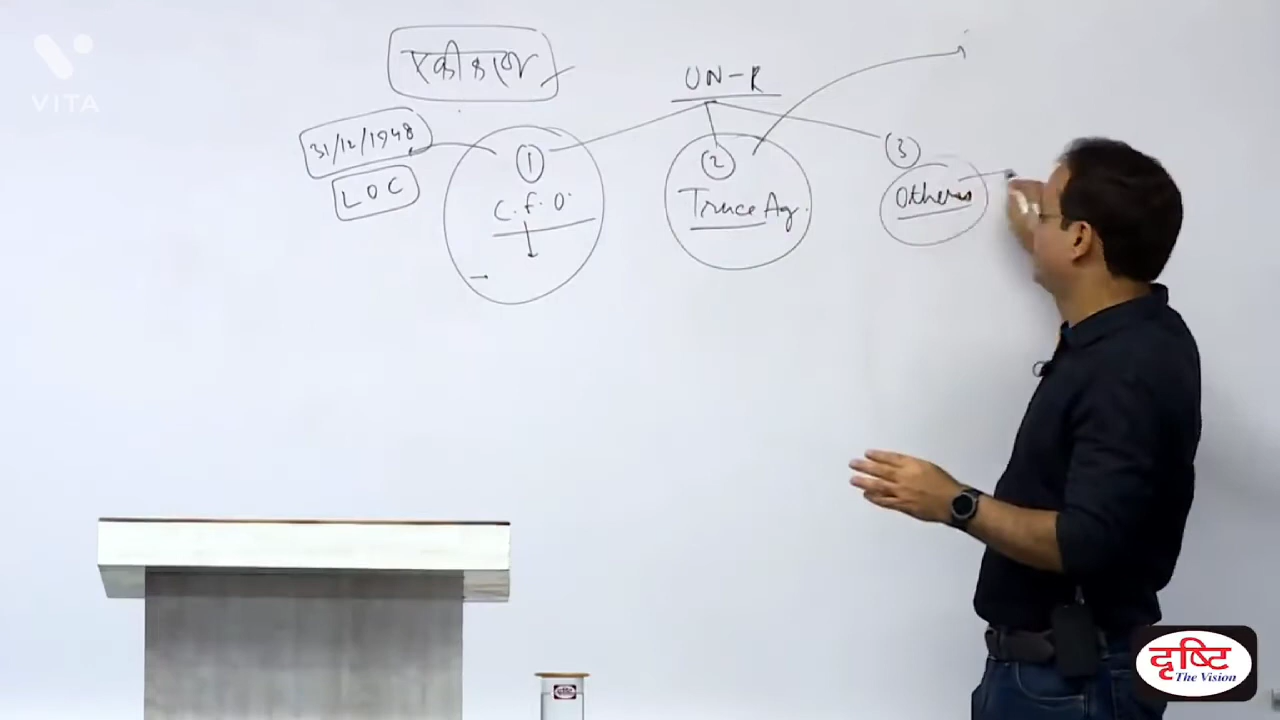 VITA
एकीकरण
UN-R
31/12/1948
LOC
1
C.F.O.
2
Truce Ag.
3
Others
दृष्टि
The Vision